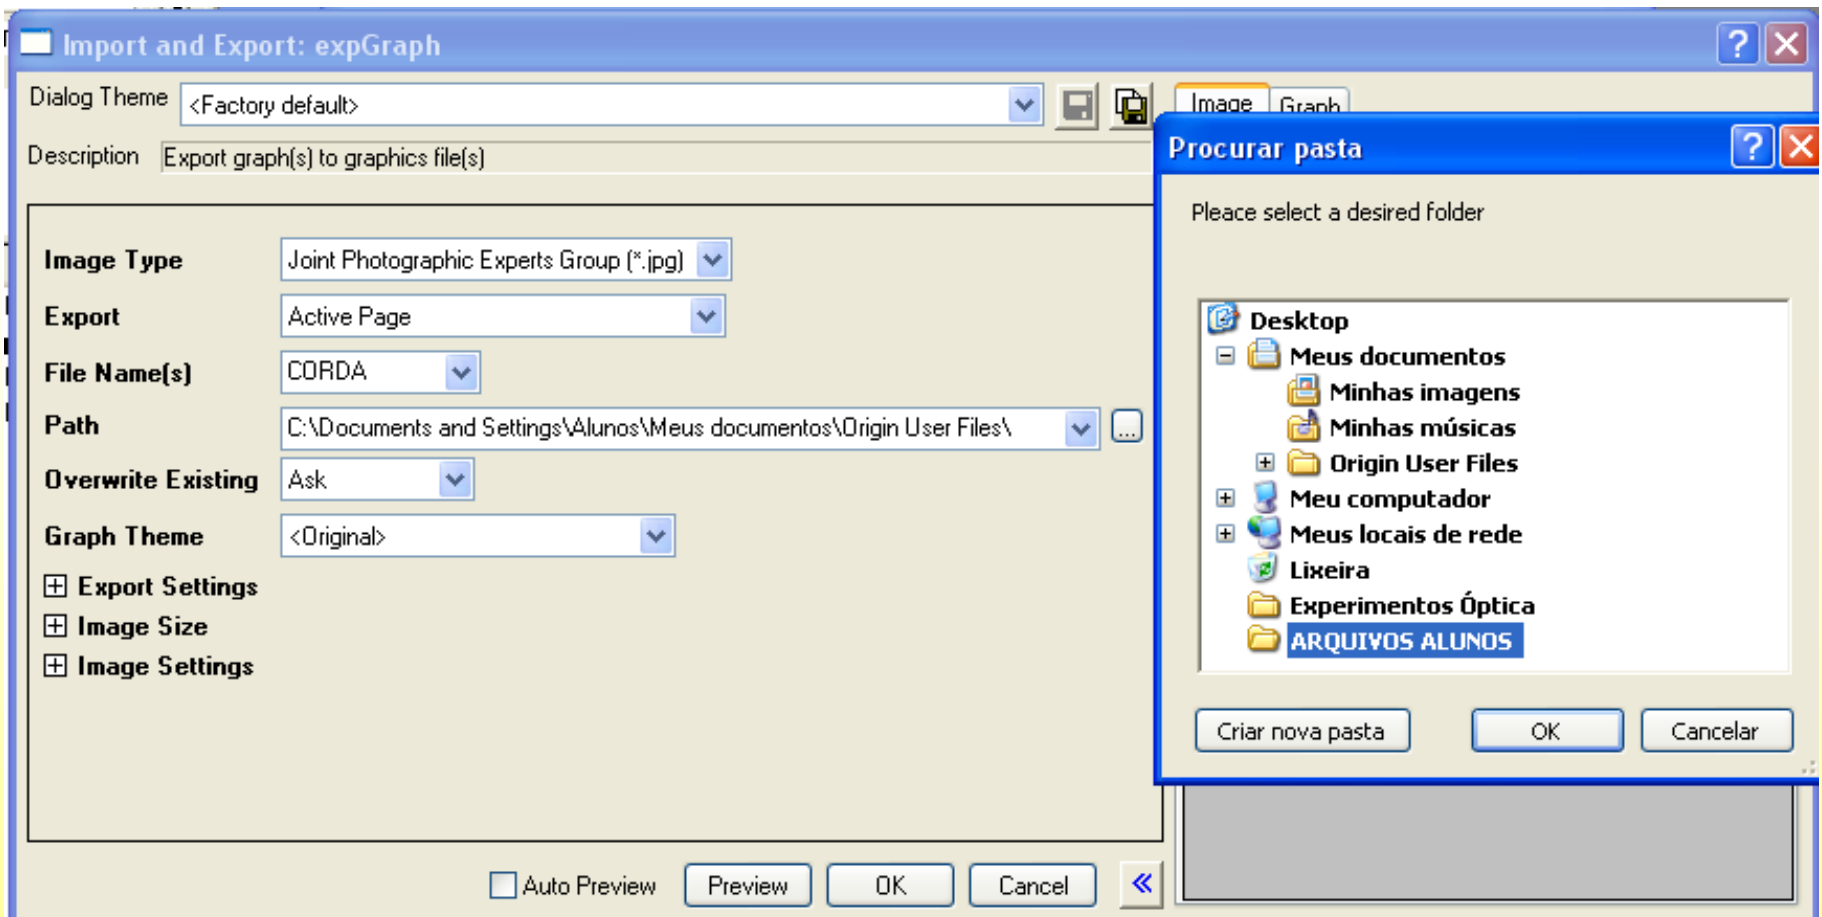 Import and Export: expGraph
Dialog Theme <Factory default>
Description Export graph(s) to graphics file(s)
Image Type Joint Photographic Experts Group (*.jpg)
Export Active Page
File Name(s) CORDA
Path C:\Documents and Settings\Alunos\Meus documentos\Origin User Files\ ...
Overwrite Existing Ask
Graph Theme <Original>
Export Settings
Image Size
Image Settings
Auto Preview Preview OK Cancel
Image Graph
Procurar pasta
Pleace select a desired folder
Desktop
Meus documentos
Minhas imagens
Minhas músicas
Origin User Files
Meu computador
Meus locais de rede
Lixeira
Experimentos Óptica
ARQUIVOS ALUNOS
Criar nova pasta OK Cancelar